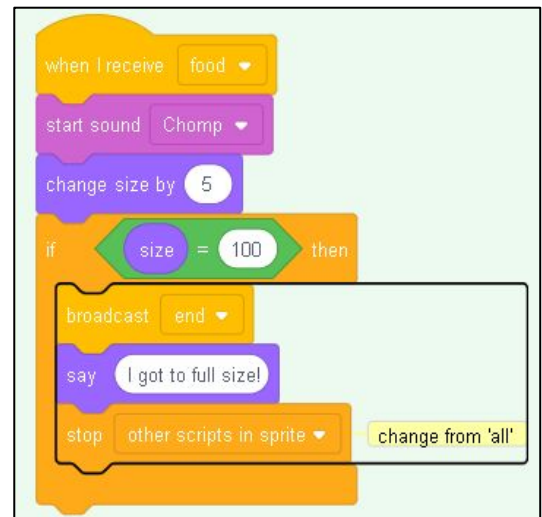 when I receive food
start sound Chomp
change size by 5
if size = 100 then
broadcast end
say I got to full size!
stop other scripts in sprite change from 'all'